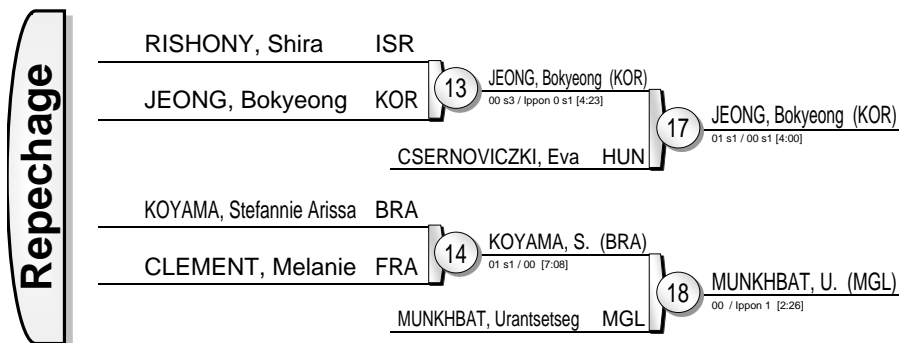 Repechage
RISHONY, Shira ISR
JEONG, Bokyeong KOR
13
JEONG, Bokyeong (KOR)
00 s3 / Ippon 0 s1 [4:23]
CSERNOVICZKI, Eva HUN
17
JEONG, Bokyeong (KOR)
01 s1 / 00 s1 [4:00]
KOYAMA, Stefannie Arissa BRA
CLEMENT, Melanie FRA
14
KOYAMA, S. (BRA)
01 s1 / 00 [7:08]
MUNKHBAT, Urantsetseg MGL
18
MUNKHBAT, U. (MGL)
00 / Ippon 1 [2:26]